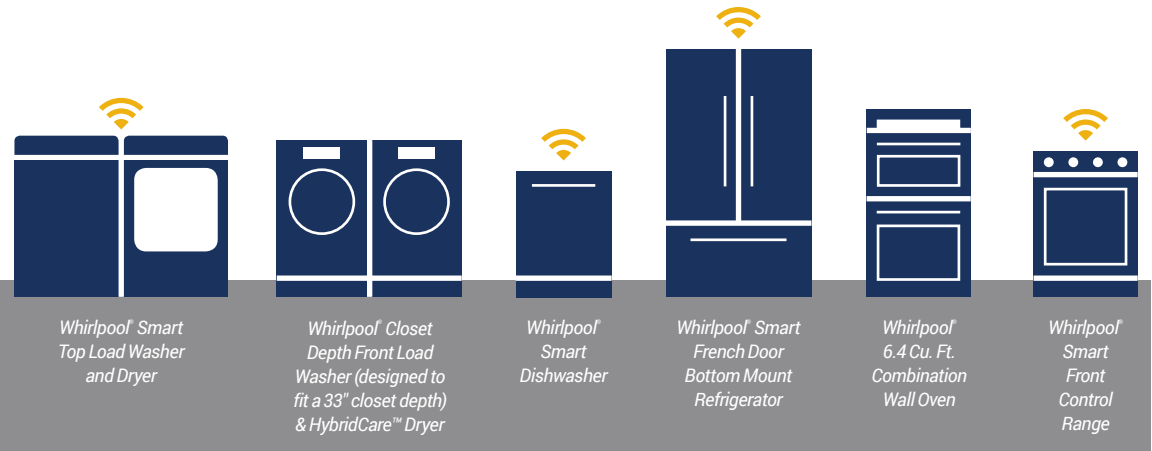 Whirlpool® Smart
Top Load Washer
and Dryer
Whirlpool® Closet
Depth Front Load
Washer (designed to
fit a 33" closet depth)
& HybridCare™ Dryer
Whirlpool®
Smart
Dishwasher
Whirlpool® Smart
French Door
Bottom Mount
Refrigerator
Whirlpool®
6.4 Cu. Ft.
Combination
Wall Oven
Whirlpool®
Smart
Front
Control
Range